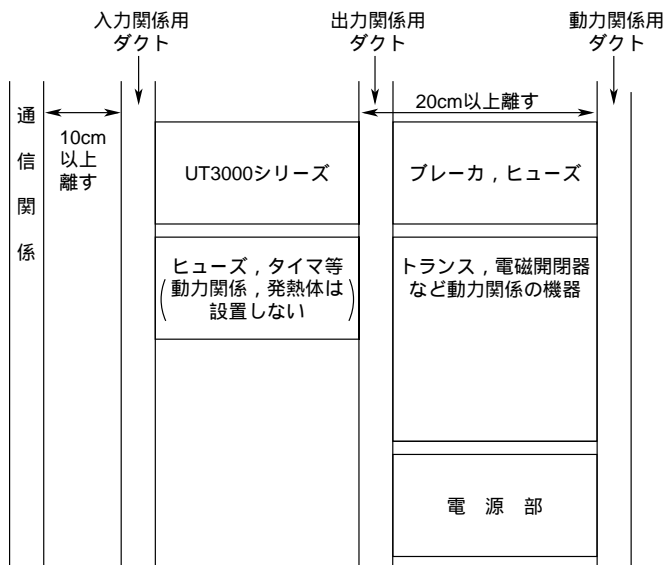 入力関係用
ダクト
出力関係用
ダクト
動力関係用
ダクト
通信関係
10cm
以上
離す
20cm以上離す
UT3000シリーズ
ブレーカ，ヒューズ
ヒューズ，タイマ等
(動力関係，発熱体は
設置しない)
トランス，電磁開閉器
など動力関係の機器
電 源 部